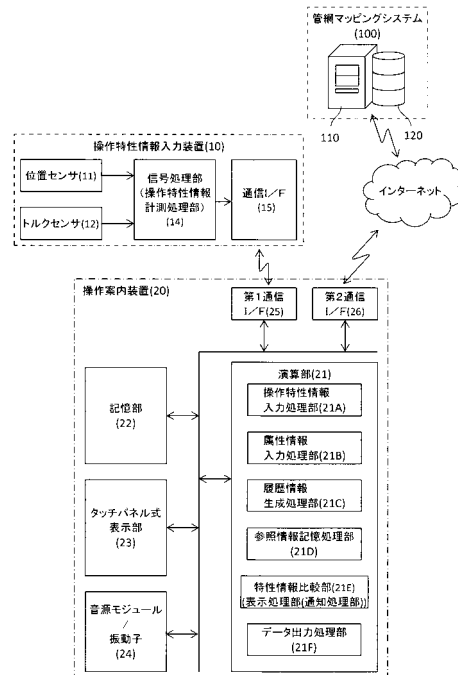 管網マッピングシステム
(100)
110
120
操作特性情報入力装置(10)
位置センサ(11)
トルクセンサ(12)
信号処理部
(操作特性情報
計測処理部)
(14)
通信I/F
(15)
インターネット
操作案内装置(20)
第1通信
I/F(25)
第2通信
I/F(26)
記憶部
(22)
タッチパネル式
表示部
(23)
音源モジュール
/
振動子
(24)
演算部(21)
操作特性情報
入力処理部(21A)
属性情報
入力処理部(21B)
履歴情報
生成処理部(21C)
参照情報記憶処理部
(21D)
特性情報比較部(21E)
(表示処理部(通知処理部))
データ出力処理部
(21F)